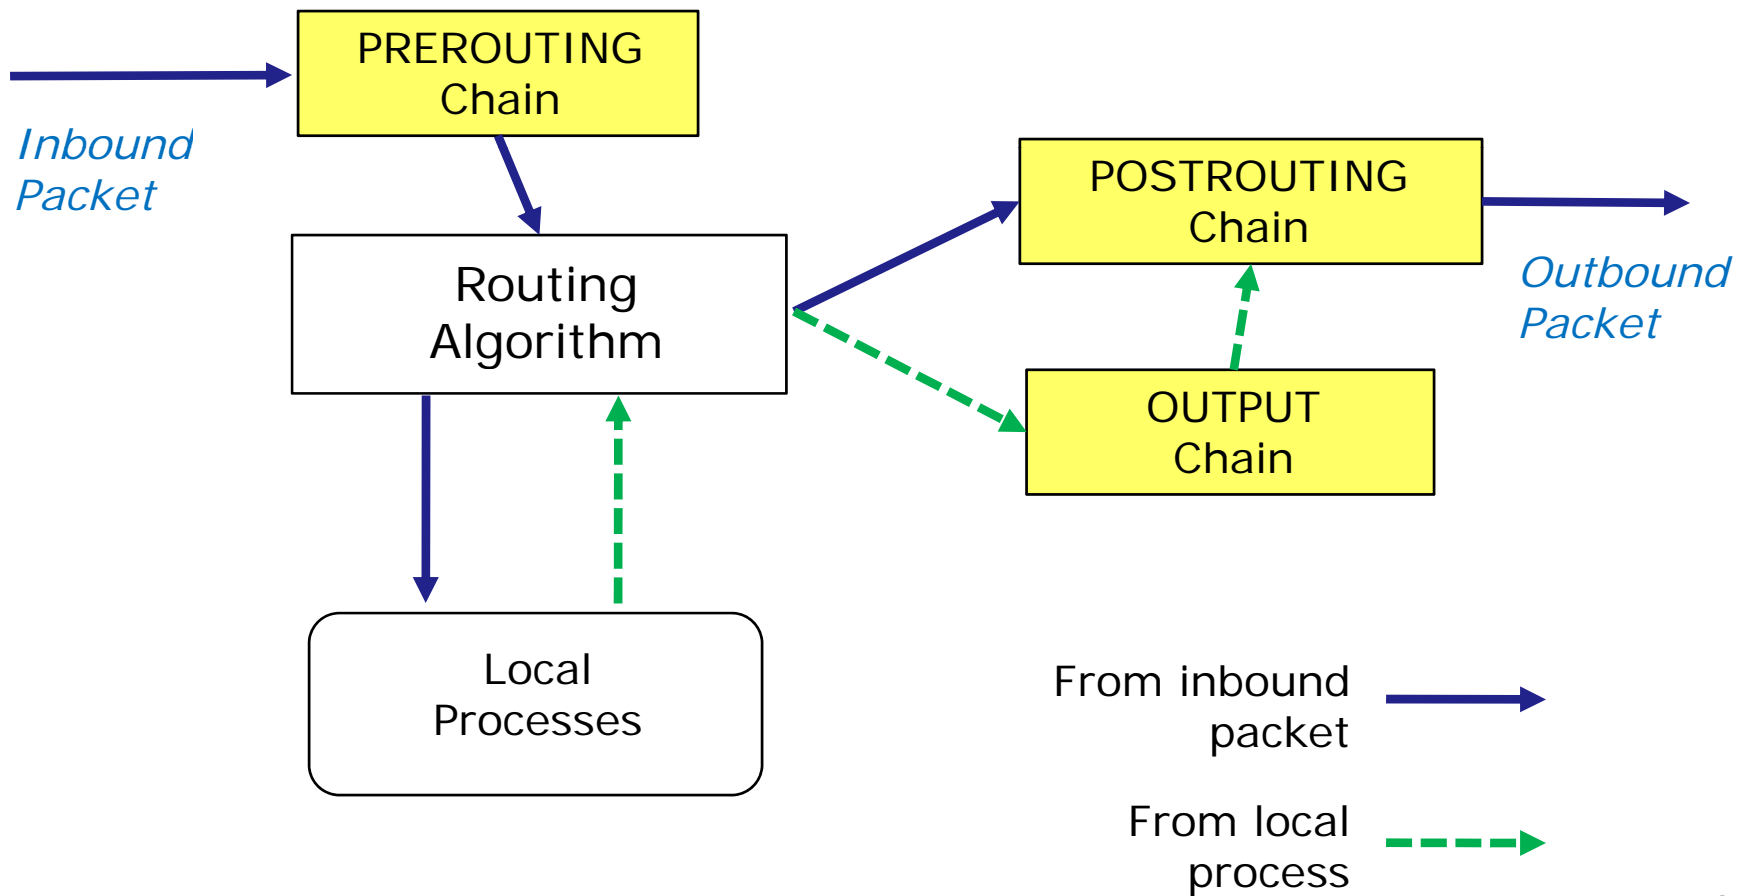 PREROUTING
Chain
Inbound
Packet
POSTROUTING
Chain
Outbound
Packet
Routing
Algorithm
OUTPUT
Chain
Local
Processes
From inbound
packet
From local
process